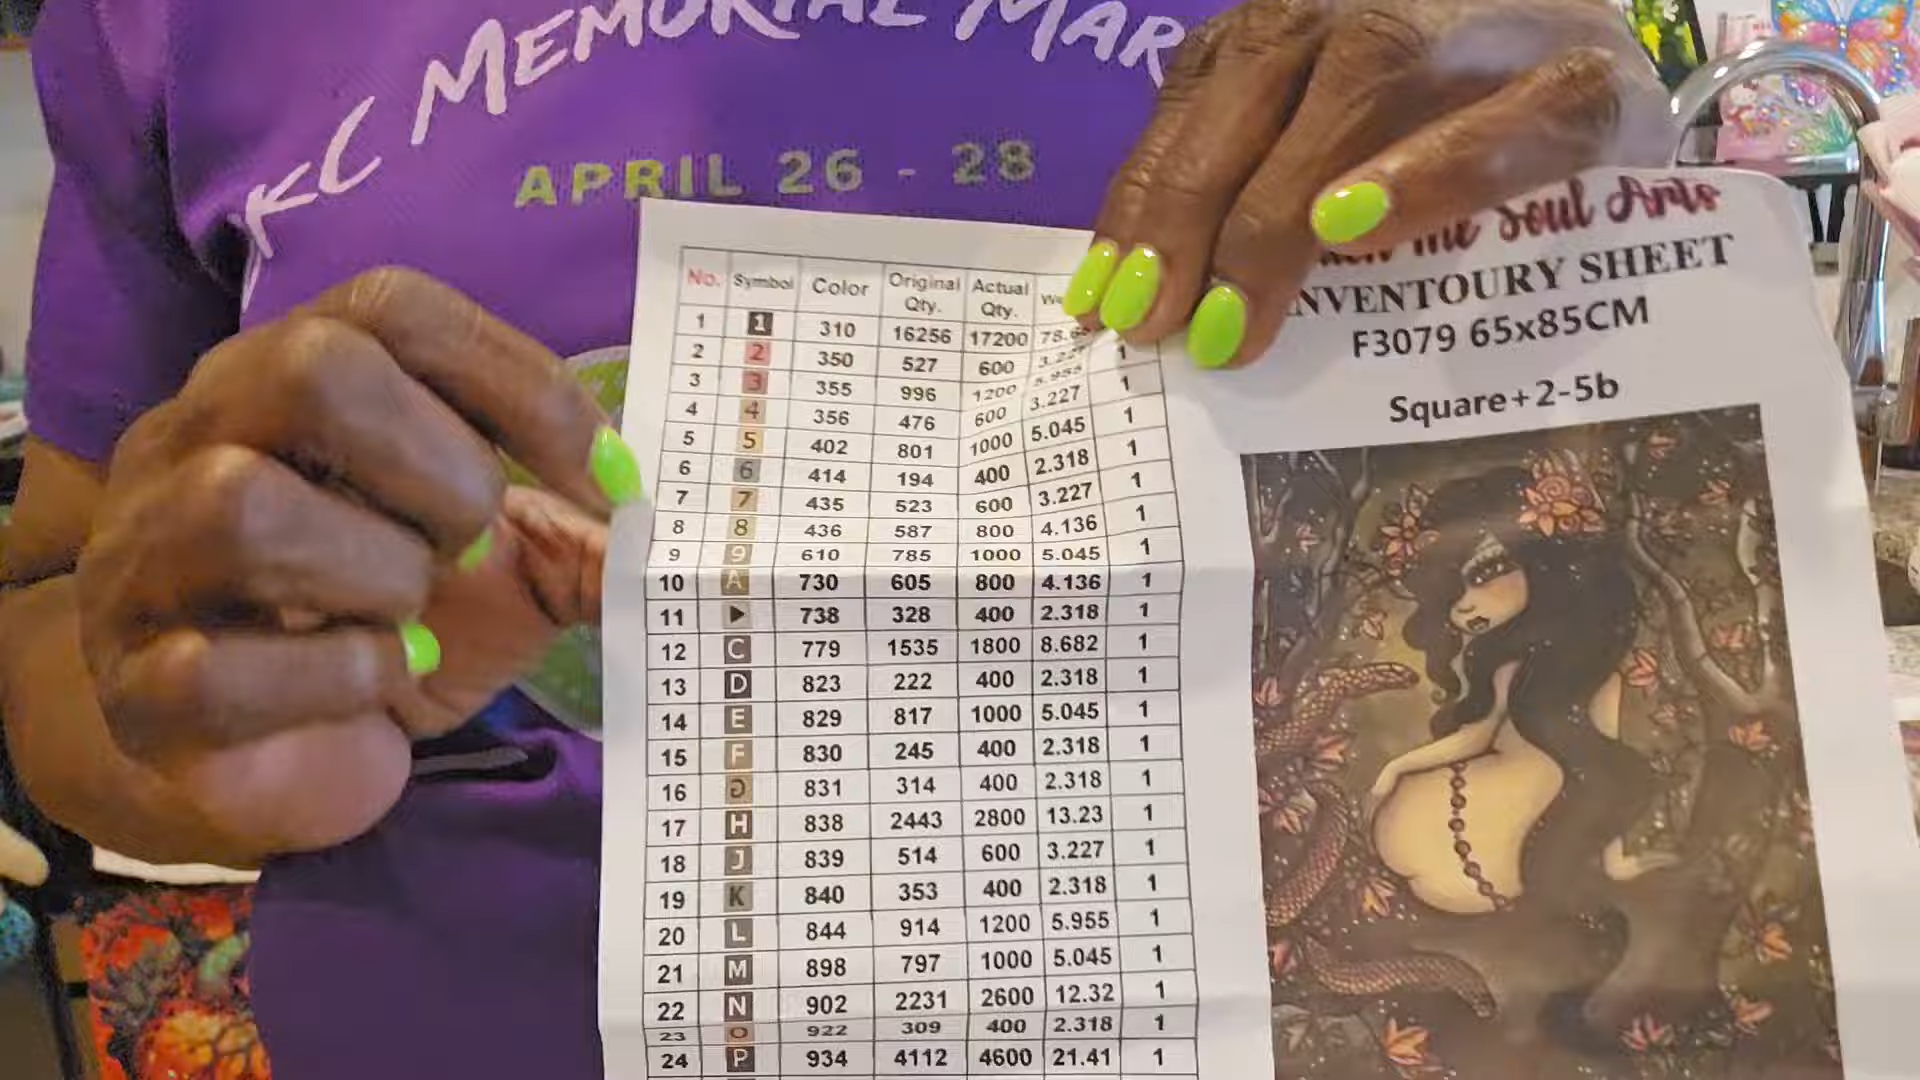 KC MEMORIAL MAR
APRIL 26 - 28
No. Symbol Color Original Qty. Actual Qty.
1 1 310 16256 17200
2 2 350 527 600 3.227 1
3 3 355 996 1200 5.955 1
4 4 356 476 600 3.227 1
5 5 402 801 1000 5.045 1
6 6 414 194 400 2.318 1
7 7 435 523 600 3.227 1
8 8 436 587 800 4.136 1
9 9 610 785 1000 5.045 1
10 A 730 605 800 4.136 1
11 ▶ 738 328 400 2.318 1
12 C 779 1535 1800 8.682 1
13 D 823 222 400 2.318 1
14 E 829 817 1000 5.045 1
15 F 830 245 400 2.318 1
16 G 831 314 400 2.318 1
17 H 838 2443 2800 13.23 1
18 J 839 514 600 3.227 1
19 K 840 353 400 2.318 1
20 L 844 914 1200 5.955 1
21 M 898 797 1000 5.045 1
22 N 902 2231 2600 12.32 1
23 O 922 309 400 2.318 1
24 P 934 4112 4600 21.41 1
me Soul Arts
INVENTOURY SHEET
F3079 65x85CM
Square+2-5b